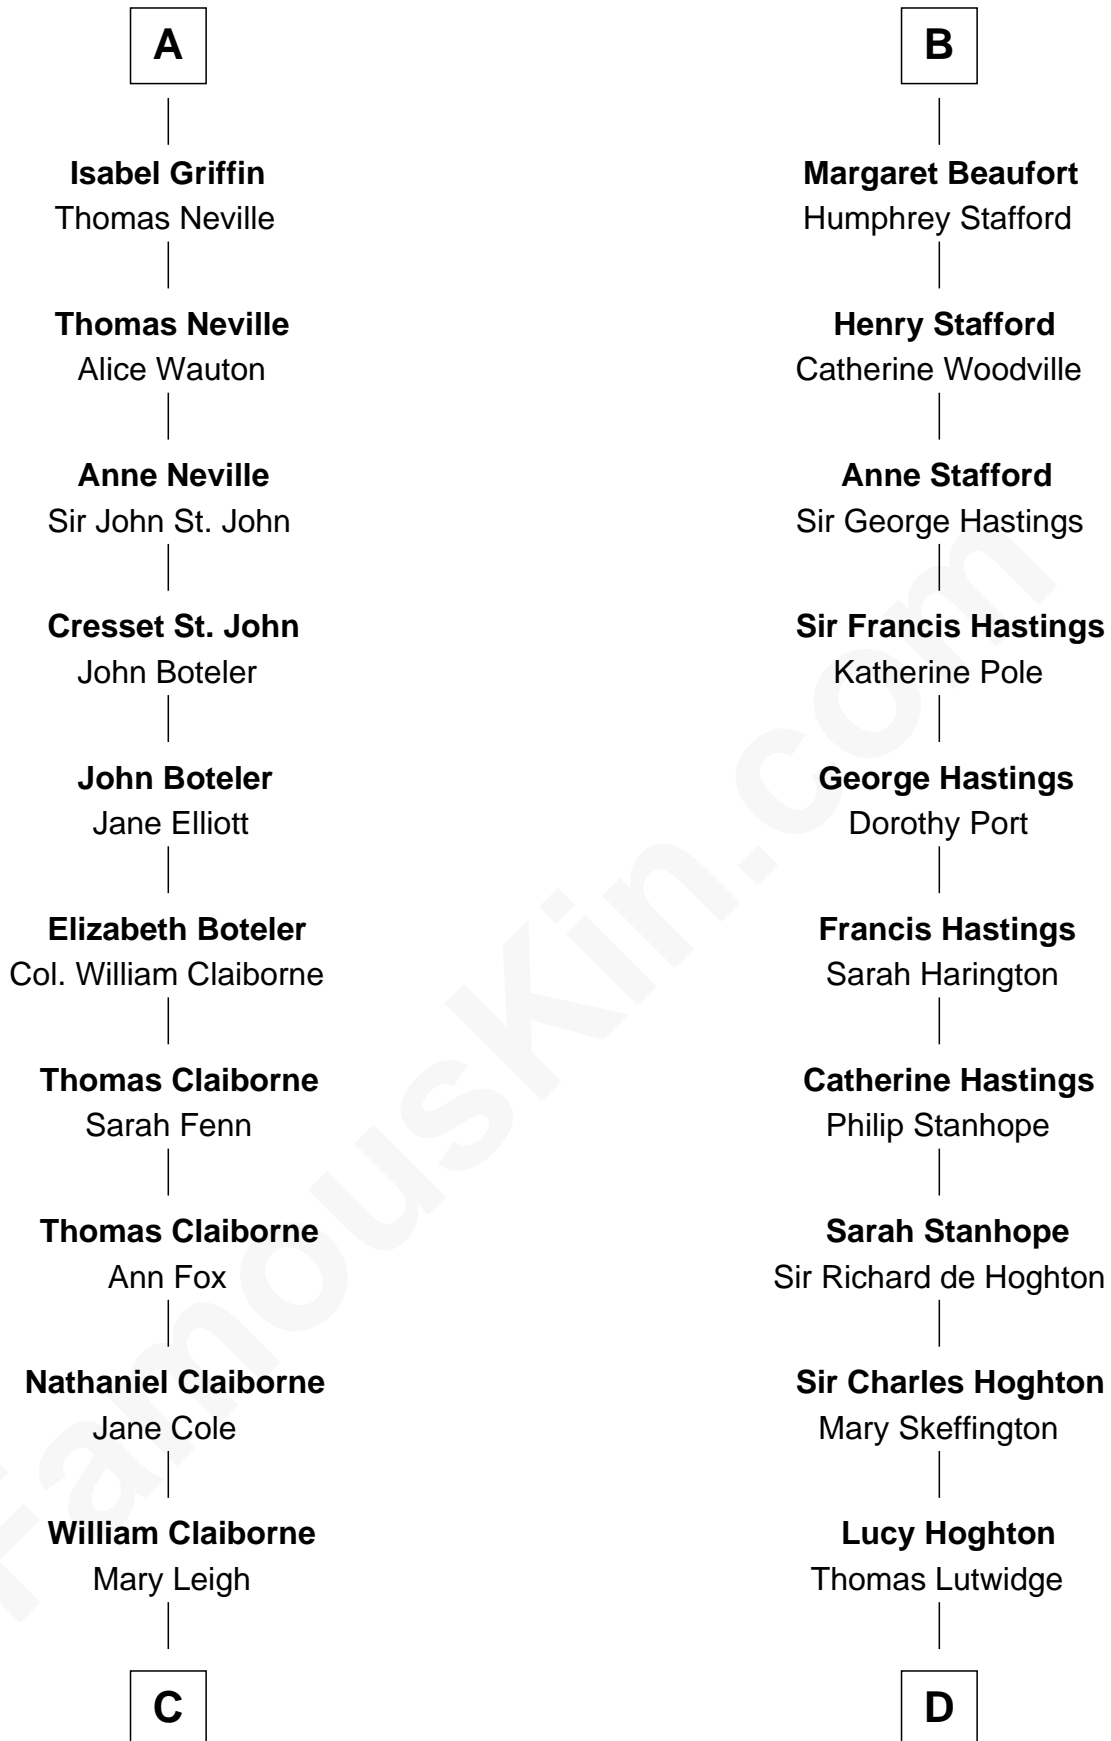 A
Isabel Griffin
Thomas Neville
Thomas Neville
Alice Wauton
Anne Neville
Sir John St. John
Cresset St. John
John Boteler
John Boteler
Jane Elliott
Elizabeth Boteler
Col. William Claiborne
Thomas Claiborne
Sarah Fenn
Thomas Claiborne
Ann Fox
Nathaniel Claiborne
Jane Cole
William Claiborne
Mary Leigh
C
B
Margaret Beaufort
Humphrey Stafford
Henry Stafford
Catherine Woodville
Anne Stafford
Sir George Hastings
Sir Francis Hastings
Katherine Pole
George Hastings
Dorothy Port
Francis Hastings
Sarah Harington
Catherine Hastings
Philip Stanhope
Sarah Stanhope
Sir Richard de Hoghton
Sir Charles Hoghton
Mary Skeffington
Lucy Hoghton
Thomas Lutwidge
D
FamousKin.com